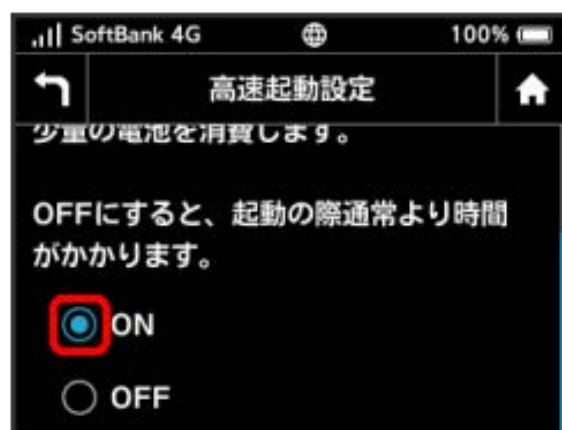 SoftBank 4G 100%
高速起動設定
少量の電池を消費します。
OFFにすると、起動の際通常より時間
がかかります。
ON
OFF